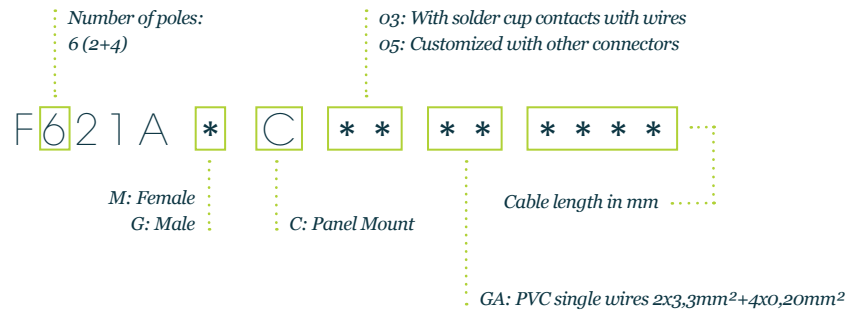 Number of poles:
6 (2+4)
03: With solder cup contacts with wires
05: Customized with other connectors
F621A * C ** ** ****
M: Female
G: Male
C: Panel Mount
Cable length in mm
GA: PVC single wires 2x3,3mm²+4x0,20mm²